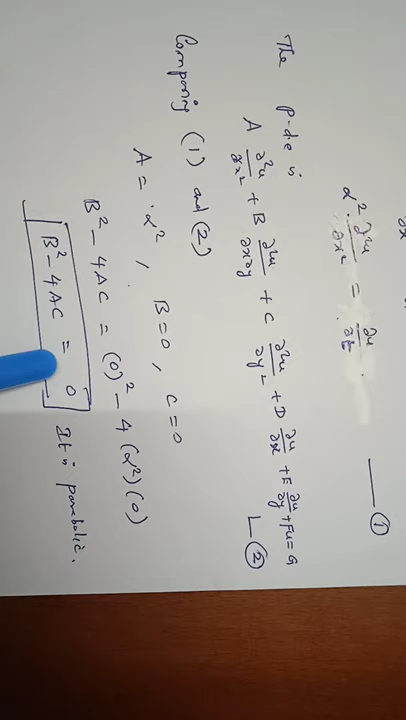 ∂x
α² ∂²u/∂x² = ∂u/∂t. — ①
The p.d.e is
A ∂²u/∂x² + B ∂²u/∂x∂y + C ∂²u/∂y² + D ∂u/∂x + E ∂u/∂y + Fu = G
②
Comparing (1) and (2)
A = α², B = 0, C = 0
B² - 4AC = (0)² - 4(α²)(0)
B² - 4AC = 0 It is parabolic.